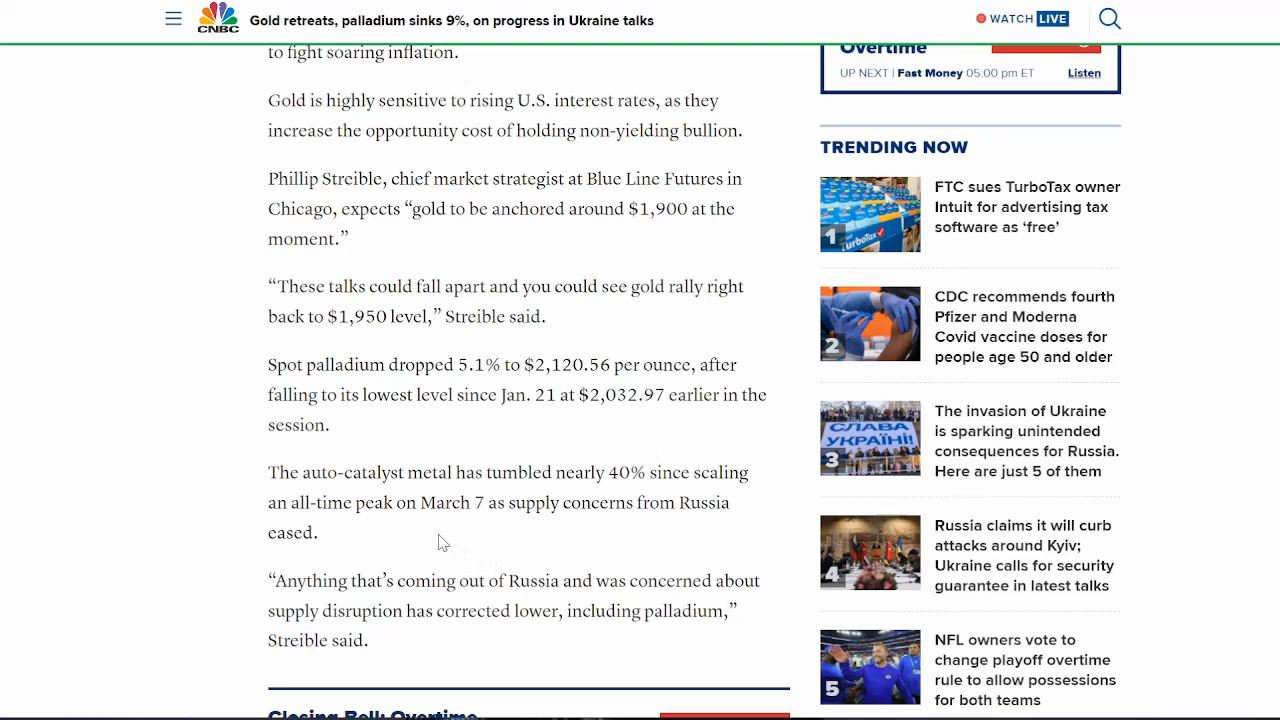 CNBC
Gold retreats, palladium sinks 9%, on progress in Ukraine talks
WATCH LIVE
to fight soaring inflation.
Gold is highly sensitive to rising U.S. interest rates, as they
increase the opportunity cost of holding non-yielding bullion.
Phillip Streible, chief market strategist at Blue Line Futures in
Chicago, expects “gold to be anchored around $1,900 at the
moment.”
“These talks could fall apart and you could see gold rally right
back to $1,950 level,” Streible said.
Spot palladium dropped 5.1% to $2,120.56 per ounce, after
falling to its lowest level since Jan. 21 at $2,032.97 earlier in the
session.
The auto-catalyst metal has tumbled nearly 40% since scaling
an all-time peak on March 7 as supply concerns from Russia
eased.
“Anything that’s coming out of Russia and was concerned about
supply disruption has corrected lower, including palladium,”
Streible said.
Closing Bell: Overtime
Overtime
UP NEXT | Fast Money 05:00 pm ET
Listen
TRENDING NOW
1
TurboTax
FTC sues TurboTax owner
Intuit for advertising tax
software as ‘free’
2
CDC recommends fourth
Pfizer and Moderna
Covid vaccine doses for
people age 50 and older
СЛАВА
УКРАЇНІ!
3
The invasion of Ukraine
is sparking unintended
consequences for Russia.
Here are just 5 of them
4
Russia claims it will curb
attacks around Kyiv;
Ukraine calls for security
guarantee in latest talks
5
NFL owners vote to
change playoff overtime
rule to allow possessions
for both teams